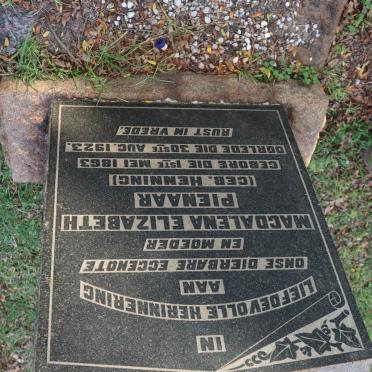 IN
LIEFDEVOLLE HERINNERING
AAN
ONSE DIERBARE EGGENOTE
EN MOEDER
MAGDALENA ELIZABETH
PIENAAR
(GEB. HENNING)
GEBORE DIE 1STE MEI 1863
OORLEDE DIE 30STE AUG. 1923.
RUST IN VREDE.